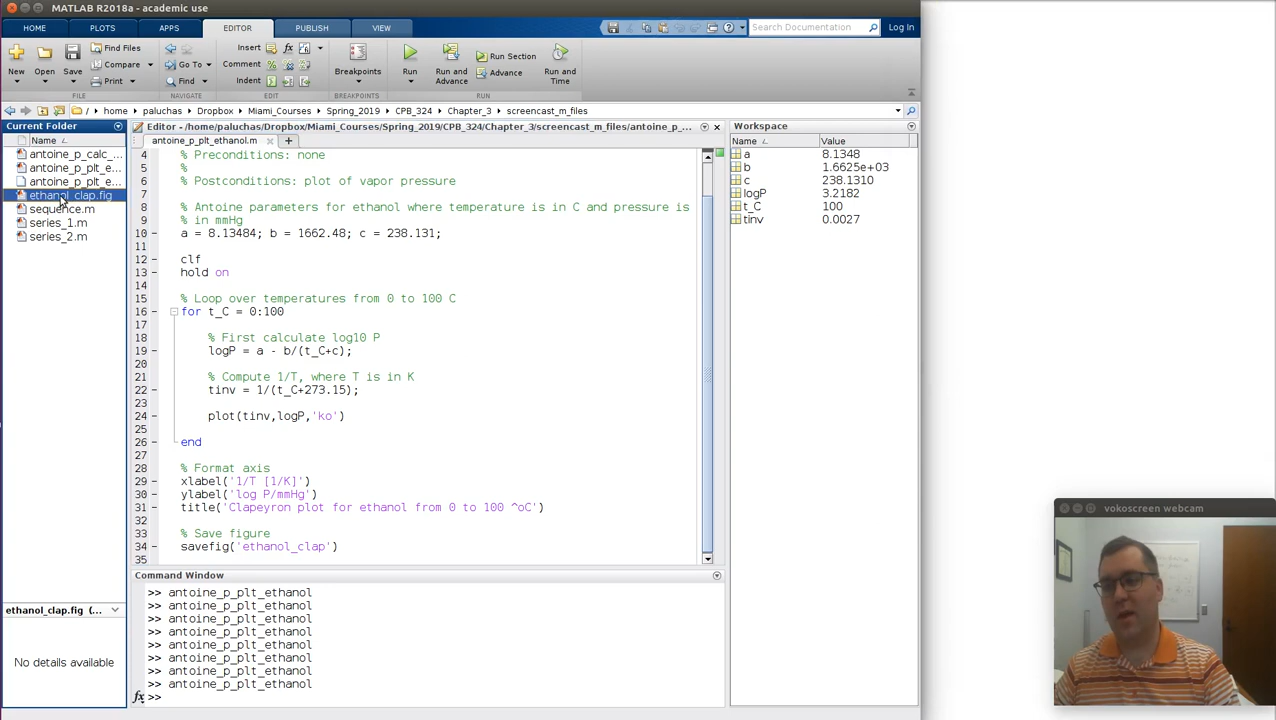 MATLAB R2018a - academic use
HOME PLOTS APPS EDITOR PUBLISH VIEW Search Documentation Log In
New Open Save Find Files Compare Print Go To Find Insert Comment Indent fx Breakpoints Run Run and Advance Run Section Advance Run and Time
FILE NAVIGATE EDIT BREAKPOINTS RUN
/ home paluchas Dropbox Miami_Courses Spring_2019 CPB_324 Chapter_3 screencast_m_files
Current Folder
Name
antoine_p_calc_...
antoine_p_plt_e...
antoine_p_plt_e...
ethanol_clap.fig
sequence.m
series_1.m
series_2.m
ethanol_clap.fig (...
No details available
Editor - /home/paluchas/Dropbox/Miami_Courses/Spring_2019/CPB_324/Chapter_3/screencast_m_files/antoine_p_...
antoine_p_plt_ethanol.m
4 % Preconditions: none
5 %
6 % Postconditions: plot of vapor pressure
7
8 % Antoine parameters for ethanol where temperature is in C and pressure is
9 % in mmHg
10 a = 8.13484; b = 1662.48; c = 238.131;
11
12 clf
13 hold on
14
15 % Loop over temperatures from 0 to 100 C
16 for t_C = 0:100
17
18 % First calculate log10 P
19 logP = a - b/(t_C+c);
20
21 % Compute 1/T, where T is in K
22 tinv = 1/(t_C+273.15);
23
24 plot(tinv,logP,'ko')
25
26 end
27
28 % Format axis
29 xlabel('1/T [1/K]')
30 ylabel('log P/mmHg')
31 title('Clapeyron plot for ethanol from 0 to 100 ^oC')
32
33 % Save figure
34 savefig('ethanol_clap')
35
Command Window
>> antoine_p_plt_ethanol
>> antoine_p_plt_ethanol
>> antoine_p_plt_ethanol
>> antoine_p_plt_ethanol
>> antoine_p_plt_ethanol
>> antoine_p_plt_ethanol
>> antoine_p_plt_ethanol
>> antoine_p_plt_ethanol
fx >>
Workspace
Name Value
a 8.1348
b 1.6625e+03
c 238.1310
logP 3.2182
t_C 100
tinv 0.0027
vokoscreen webcam